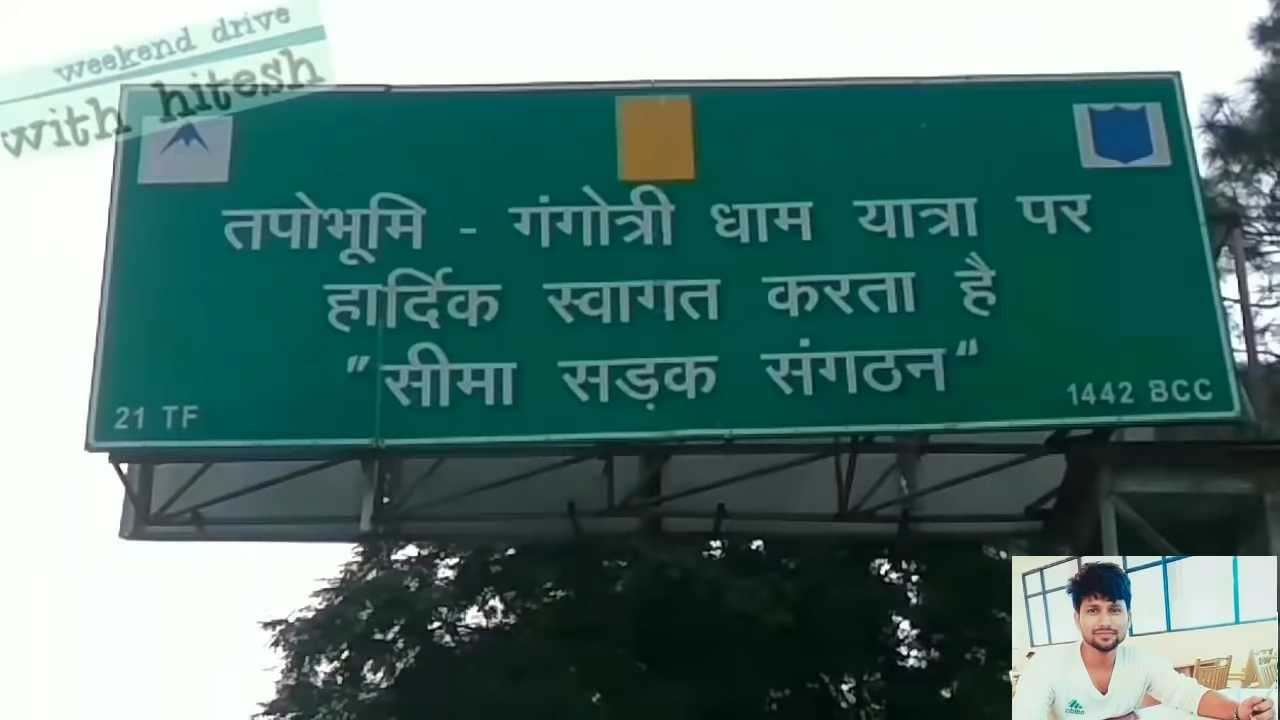 weekend drive
with hitesh
तपोभूमि - गंगोत्री धाम यात्रा पर
हार्दिक स्वागत करता है
"सीमा सड़क संगठन"
21 TF
1442 BCC